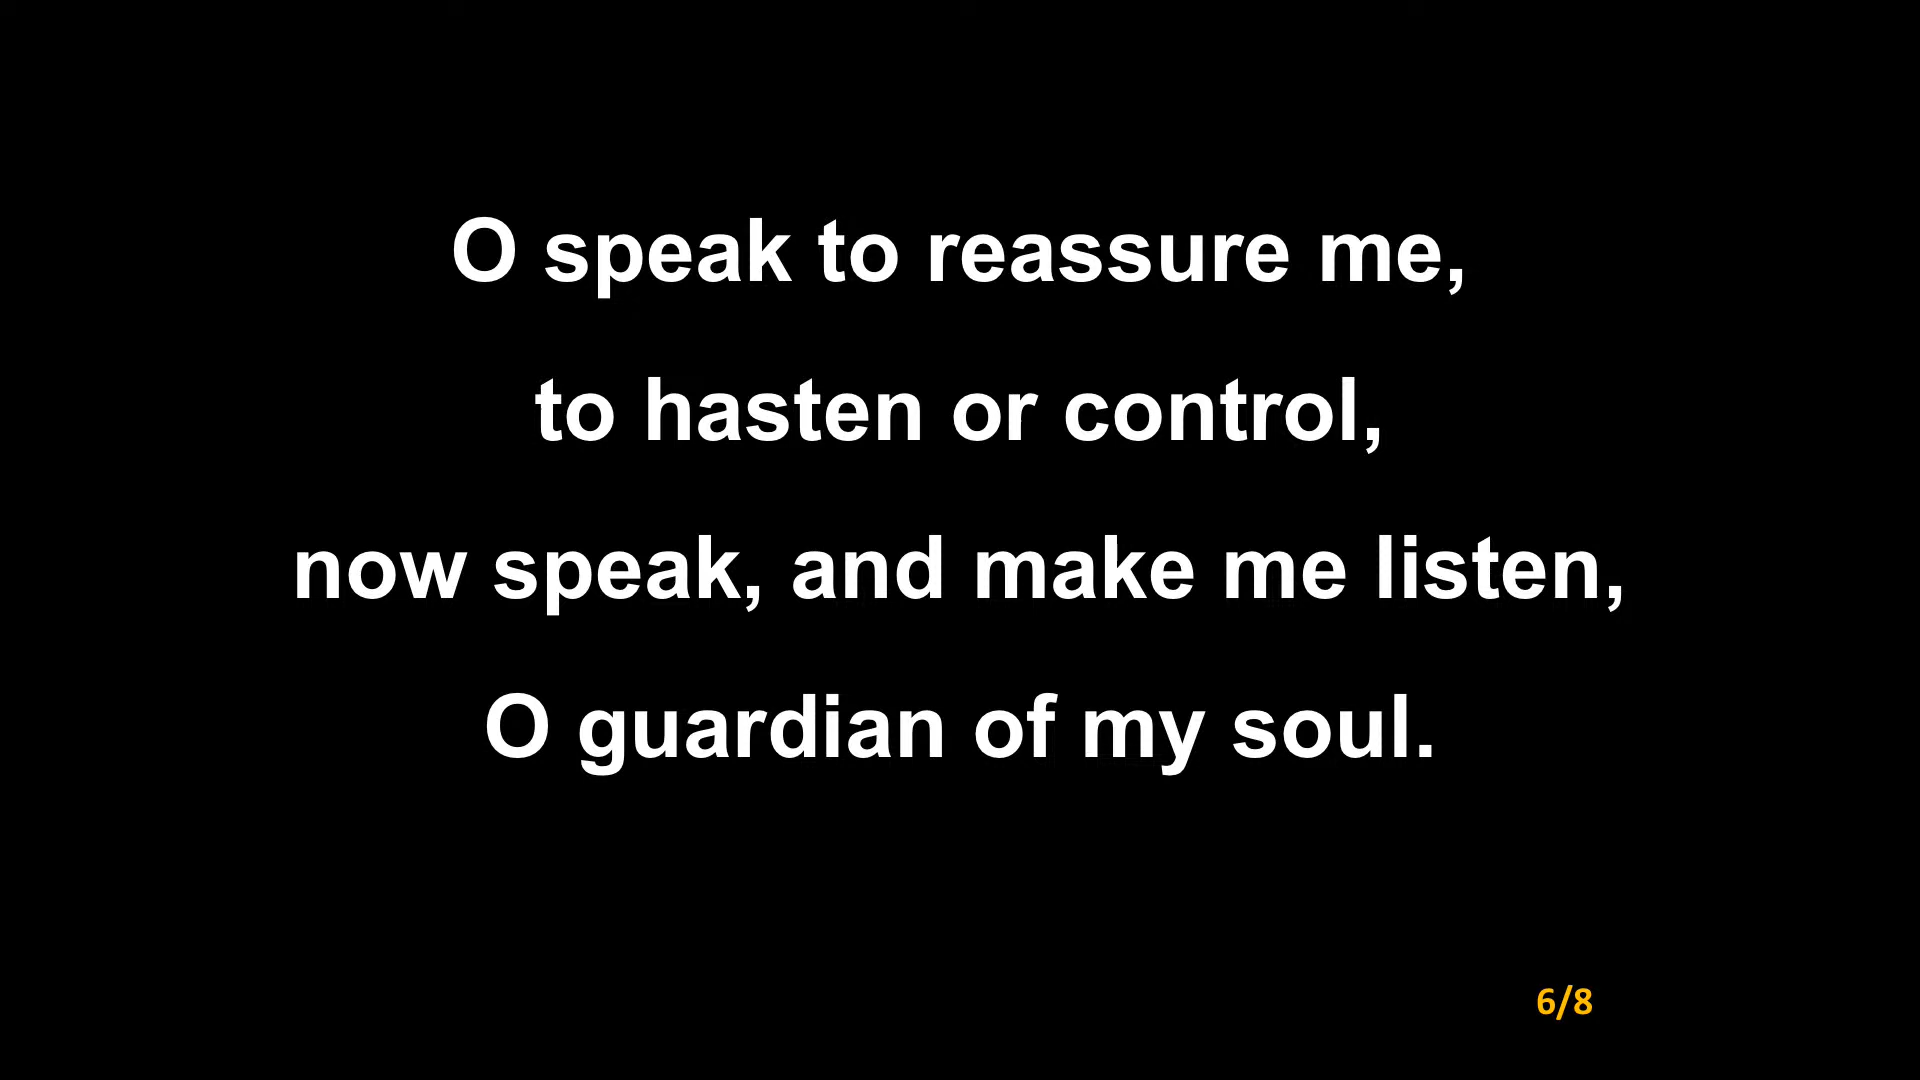 O speak to reassure me,
to hasten or control,
now speak, and make me listen,
O guardian of my soul.
6/8